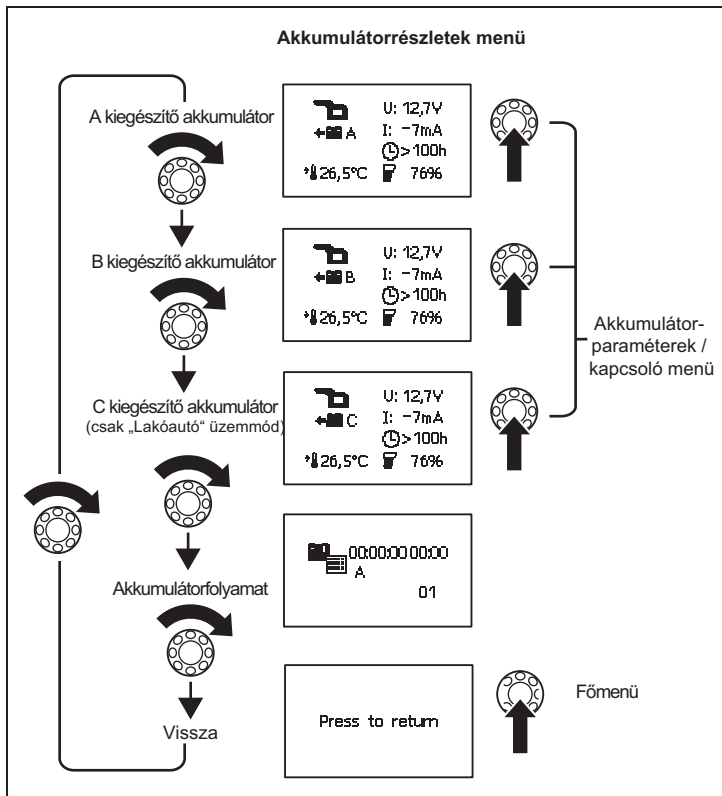 Akkumulátorrészletek menü
A kiegészítő akkumulátor
U: 12,7V
A
I: -7mA
>100h
26,5°C
76%
B kiegészítő akkumulátor
U: 12,7V
B
I: -7mA
>100h
26,5°C
76%
Akkumulátor-
paraméterek /
kapcsoló menü
C kiegészítő akkumulátor
(csak „Lakóautó“ üzemmód)
U: 12,7V
C
I: -7mA
>100h
26,5°C
76%
Akkumulátorfolyamat
00:00:00 00:00
A
01
Vissza
Press to return
Főmenü